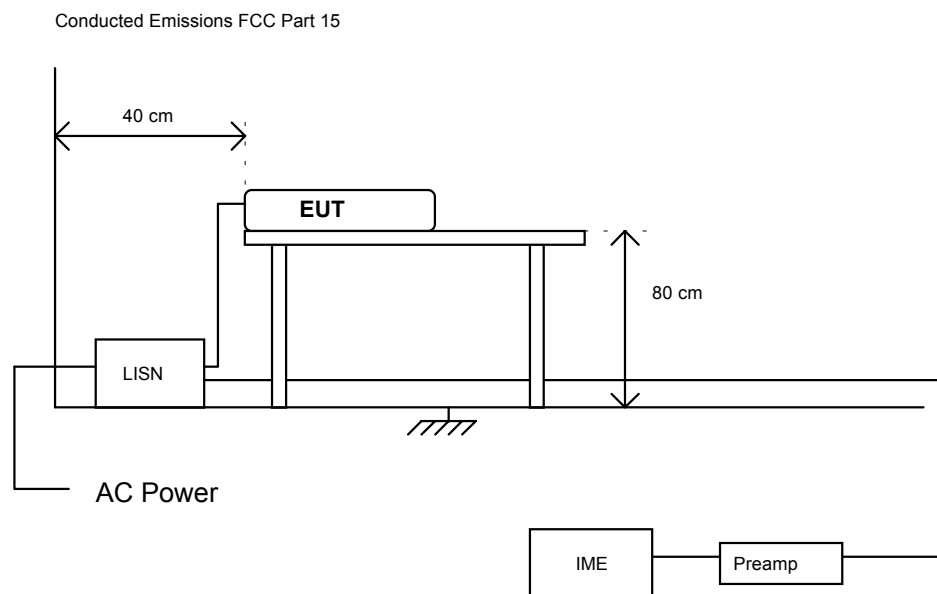 Conducted Emissions FCC Part 15
40 cm
EUT
80 cm
LISN
AC Power
IME
Preamp